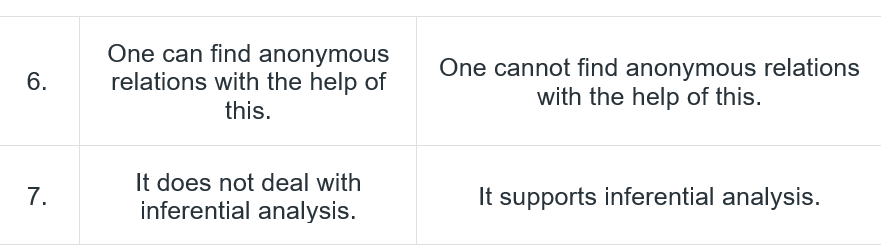 6.
One can find anonymous
relations with the help of
this.
One cannot find anonymous relations
with the help of this.
7.
It does not deal with
inferential analysis.
It supports inferential analysis.